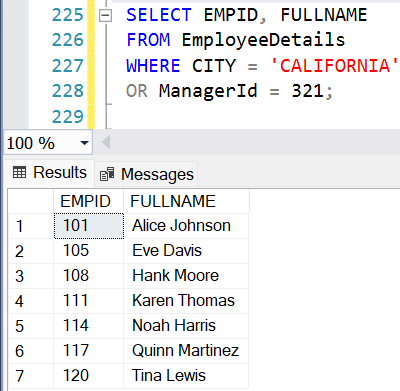 225 SELECT EMPID, FULLNAME
226 FROM EmployeeDetails
227 WHERE CITY = 'CALIFORNIA'
228 OR ManagerId = 321;
229
100 %
Results Messages
EMPID FULLNAME
1 101 Alice Johnson
2 105 Eve Davis
3 108 Hank Moore
4 111 Karen Thomas
5 114 Noah Harris
6 117 Quinn Martinez
7 120 Tina Lewis